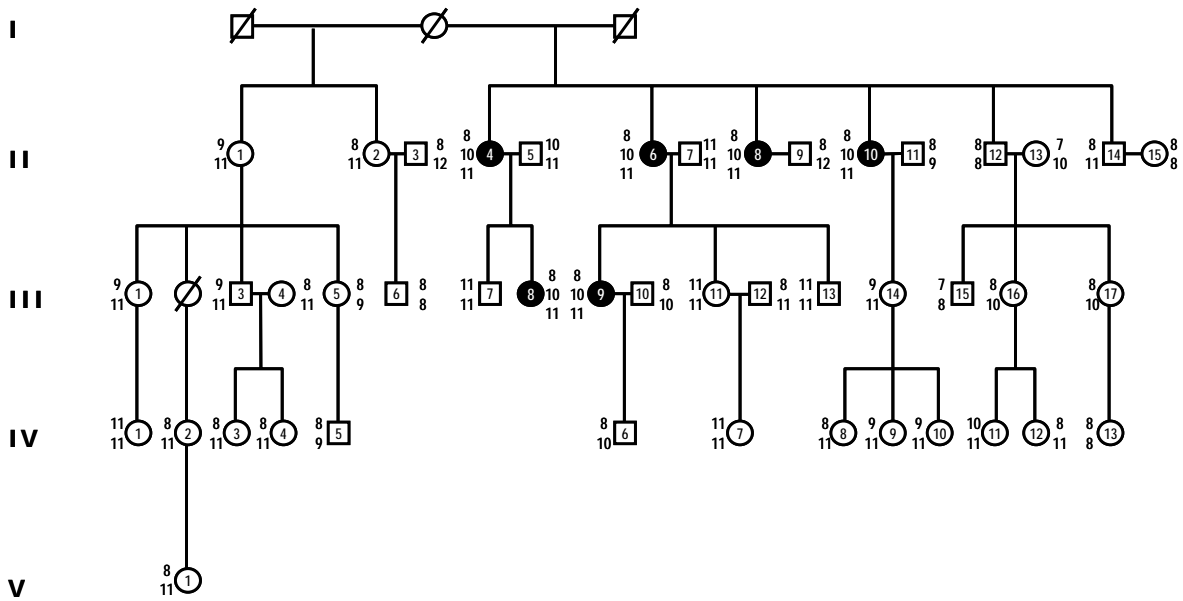 I
8 8 8 8
9 8 8 10 11 8 8 8 7 8 8
II 1 2 3 10 4 5 10 6 7 10 8 9 10 10 11 12 13 14 15
11 11 12 11 11 12 9 8 10 11 8
11 11 11 11
8 8
9 9 8 8 8 11 8 11 8 11 9 7 8 8
III 1 3 4 5 6 7 8 10 10 9 10 11 12 13 14 15 16 17
11 11 11 9 8 11 10 11 11 11 11 8 10 10
11 11
11 8 8 8 8 8 11 8 9 9 10 8 8
IV 1 2 3 4 5 6 7 8 9 10 11 12 13
11 11 11 11 9 10 11 11 11 11 11 11 8
8
V 1
11